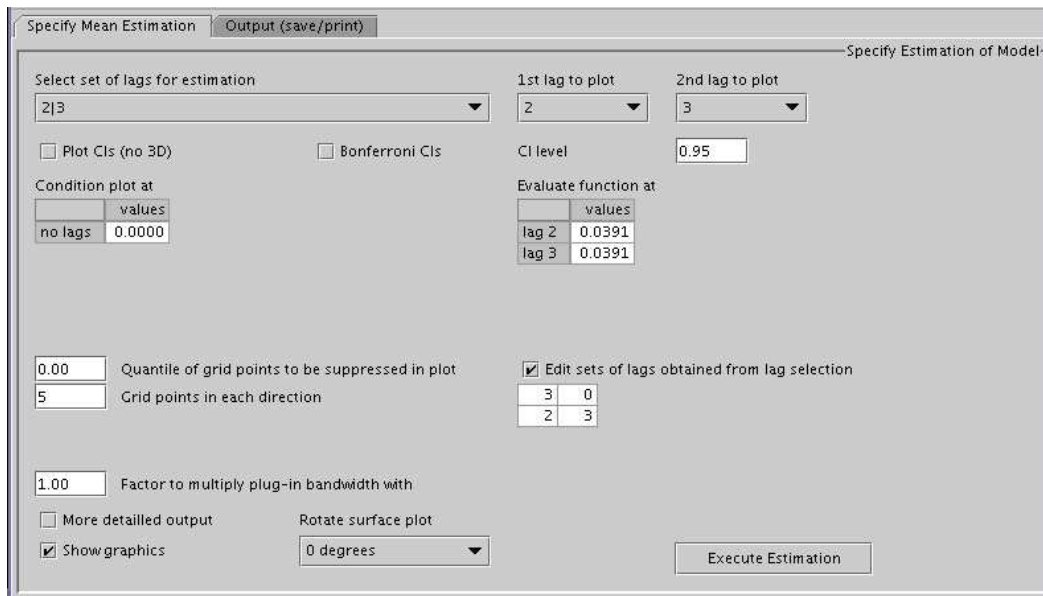 Specify Mean Estimation
Output (save/print)
Specify Estimation of Model
Select set of lags for estimation
1st lag to plot
2nd lag to plot
2|3
2
3
Plot CIs (no 3D)
Bonferroni CIs
CI level
0.95
Condition plot at
Evaluate function at
values
values
no lags 0.0000
lag 2 0.0391
lag 3 0.0391
0.00 Quantile of grid points to be suppressed in plot
Edit sets of lags obtained from lag selection
5 Grid points in each direction
3 0
2 3
1.00 Factor to multiply plug-in bandwidth with
More detailled output
Rotate surface plot
Show graphics
0 degrees
Execute Estimation